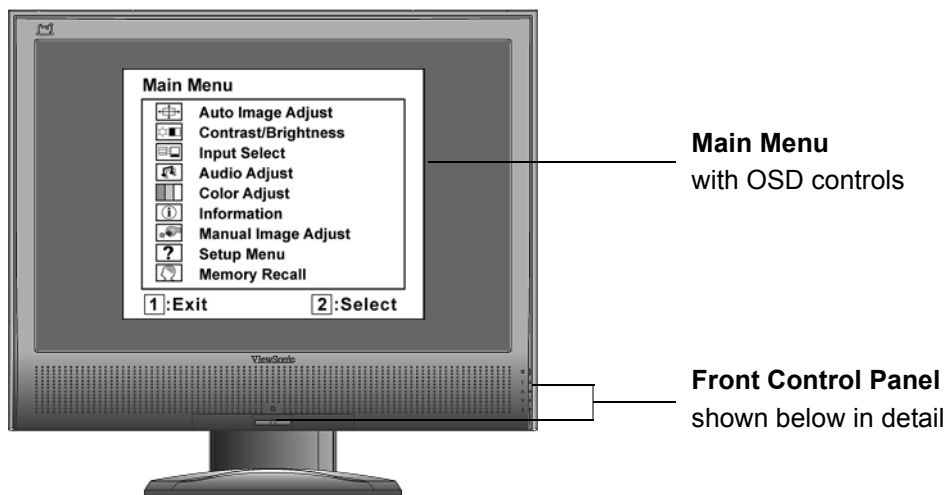 Main Menu
Auto Image Adjust
Contrast/Brightness
Input Select
Audio Adjust
Color Adjust
Information
Manual Image Adjust
? Setup Menu
Memory Recall
1:Exit 2:Select
ViewSonic
Main Menu
with OSD controls
Front Control Panel
shown below in detail